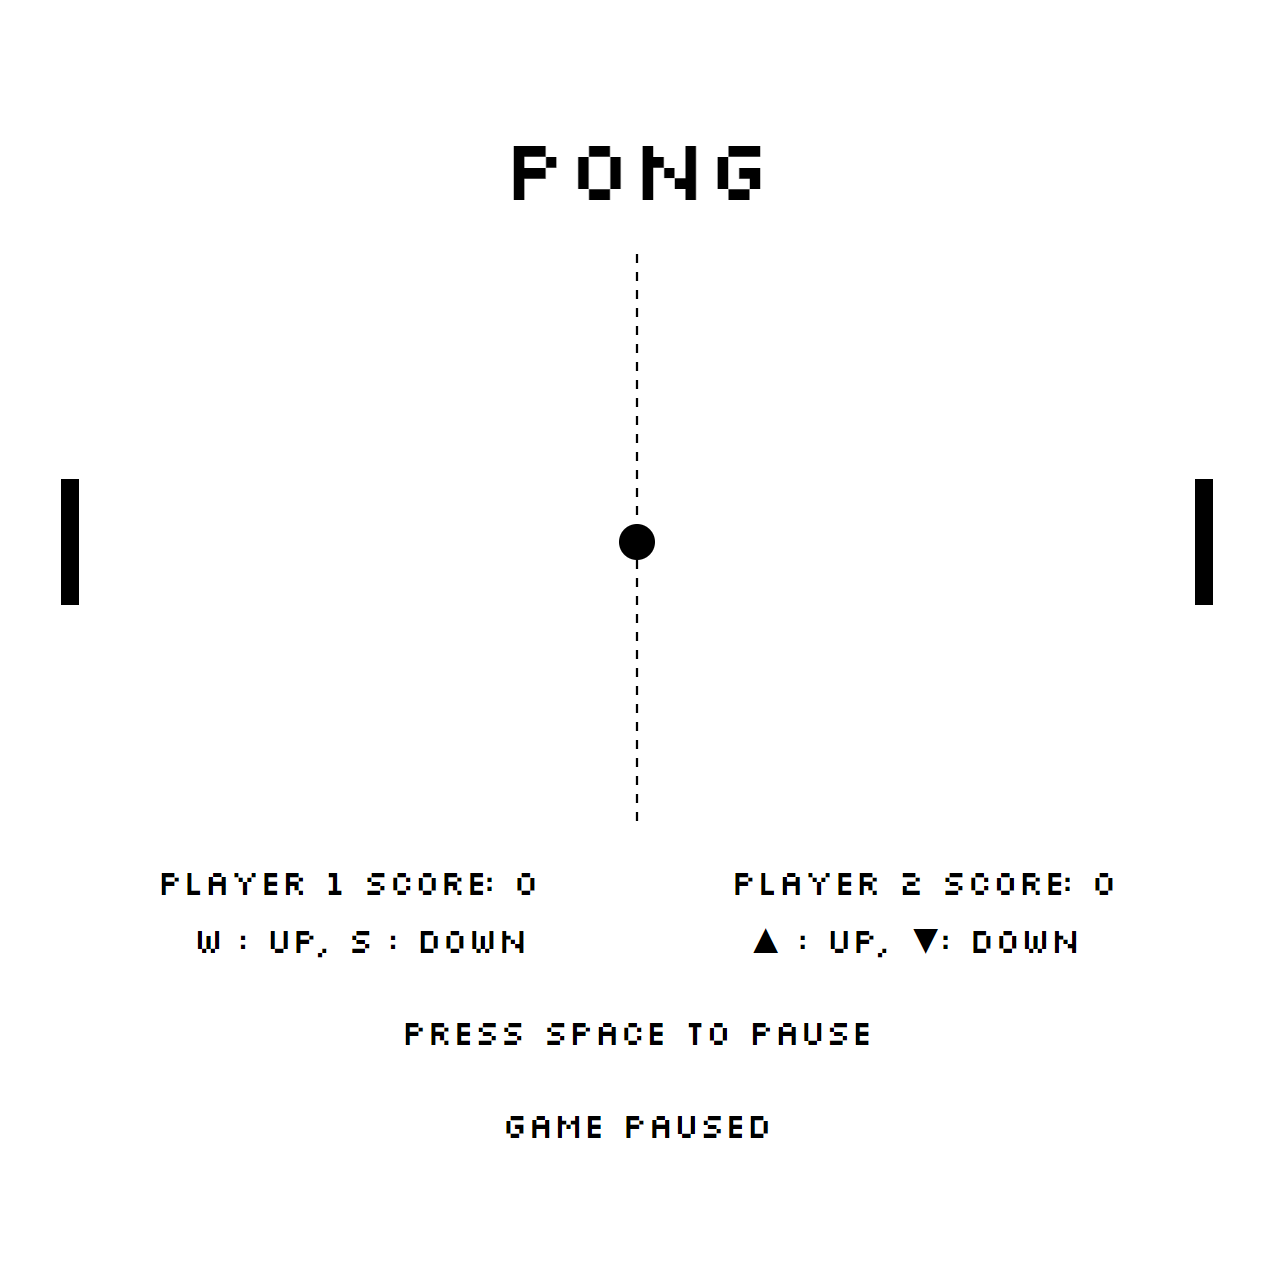 PONG
PLAYER 1 SCORE: 0
PLAYER 2 SCORE: 0
W : UP, S : DOWN
▲ : UP, ▼: DOWN
PRESS SPACE TO PAUSE
GAME PAUSED